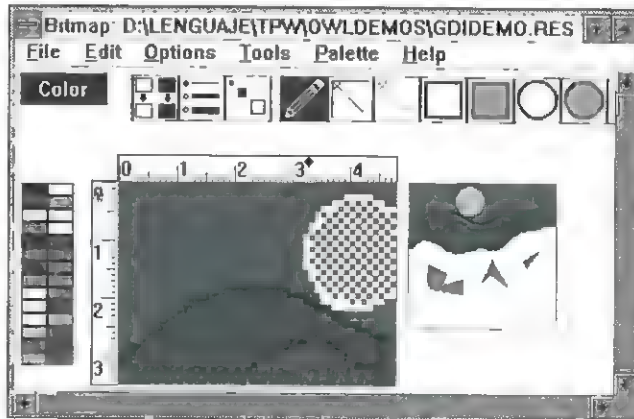 Bitmap: D:\LENGUAJE\TPW\OWLDEMOS\GDIDEMO.RES
File Edit Options Tools Palette Help
Color
0 1 2 3 4
0
1
2
3